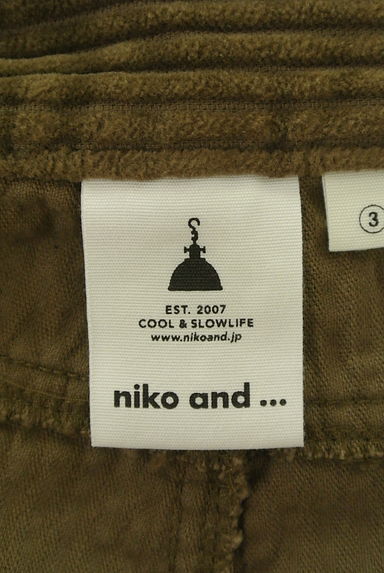 EST. 2007
COOL & SLOWLIFE
www.nikoand.jp
niko and ...
3